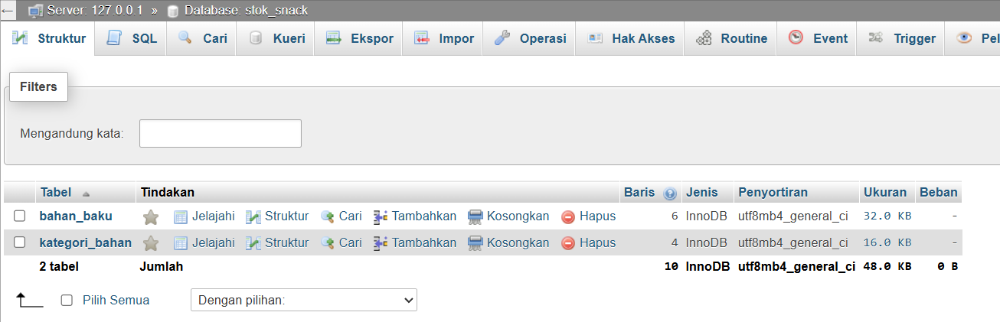 ← Server: 127.0.0.1 » Database: stok_snack
Struktur SQL Cari Kueri Ekspor Impor Operasi Hak Akses Routine Event Trigger Pel
Filters
Mengandung kata:
Tabel Tindakan Baris Jenis Penyortiran Ukuran Beban
bahan_baku Jelajahi Struktur Cari Tambahkan Kosongkan Hapus 6 InnoDB utf8mb4_general_ci 32.0 KB -
kategori_bahan Jelajahi Struktur Cari Tambahkan Kosongkan Hapus 4 InnoDB utf8mb4_general_ci 16.0 KB -
2 tabel Jumlah 10 InnoDB utf8mb4_general_ci 48.0 KB 0 B
Pilih Semua Dengan pilihan: